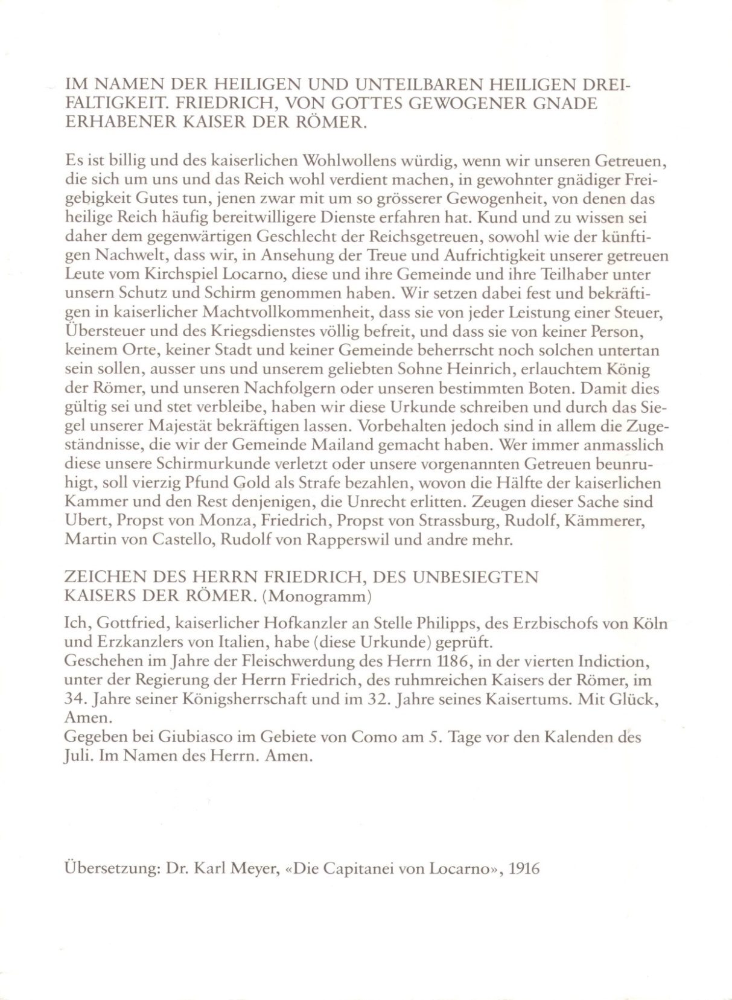 IM NAMEN DER HEILIGEN UND UNTEILBAREN HEILIGEN DREI-
FALTIGKEIT. FRIEDRICH, VON GOTTES GEWOGENER GNADE
ERHABENER KAISER DER RÖMER.
Es ist billig und des kaiserlichen Wohlwollens würdig, wenn wir unseren Getreuen,
die sich um uns und das Reich wohl verdient machen, in gewohnter gnädiger Frei-
gebigkeit Gutes tun, jenen zwar mit um so grösserer Gewogenheit, von denen das
heilige Reich häufig bereitwilligere Dienste erfahren hat. Kund und zu wissen sei
daher dem gegenwärtigen Geschlecht der Reichsgetreuen, sowohl wie der künfti-
gen Nachwelt, dass wir, in Ansehung der Treue und Aufrichtigkeit unserer getreuen
Leute vom Kirchspiel Locarno, diese und ihre Gemeinde und ihre Teilhaber unter
unsern Schutz und Schirm genommen haben. Wir setzen dabei fest und bekräfti-
gen in kaiserlicher Machtvollkommenheit, dass sie von jeder Leistung einer Steuer,
Übersteuer und des Kriegsdienstes völlig befreit, und dass sie von keiner Person,
keinem Orte, keiner Stadt und keiner Gemeinde beherrscht noch solchen untertan
sein sollen, ausser uns und unserem geliebten Sohne Heinrich, erlauchtem König
der Römer, und unseren Nachfolgern oder unseren bestimmten Boten. Damit dies
gültig sei und stet verbleibe, haben wir diese Urkunde schreiben und durch das Sie-
gel unserer Majestät bekräftigen lassen. Vorbehalten jedoch sind in allem die Zuge-
ständnisse, die wir der Gemeinde Mailand gemacht haben. Wer immer anmasslich
diese unsere Schirmurkunde verletzt oder unsere vorgenannten Getreuen beunru-
higt, soll vierzig Pfund Gold als Strafe bezahlen, wovon die Hälfte der kaiserlichen
Kammer und den Rest denjenigen, die Unrecht erlitten. Zeugen dieser Sache sind
Ubert, Propst von Monza, Friedrich, Propst von Strassburg, Rudolf, Kämmerer,
Martin von Castello, Rudolf von Rapperswil und andre mehr.
ZEICHEN DES HERRN FRIEDRICH, DES UNBESIEGTEN
KAISERS DER RÖMER. (Monogramm)
Ich, Gottfried, kaiserlicher Hofkanzler an Stelle Philipps, des Erzbischofs von Köln
und Erzkanzlers von Italien, habe (diese Urkunde) geprüft.
Geschehen im Jahre der Fleischwerdung des Herrn 1186, in der vierten Indiction,
unter der Regierung der Herrn Friedrich, des ruhmreichen Kaisers der Römer, im
34. Jahre seiner Königsherrschaft und im 32. Jahre seines Kaisertums. Mit Glück,
Amen.
Gegeben bei Giubiasco im Gebiete von Como am 5. Tage vor den Kalenden des
Juli. Im Namen des Herrn. Amen.
Übersetzung: Dr. Karl Meyer, «Die Capitanei von Locarno», 1916